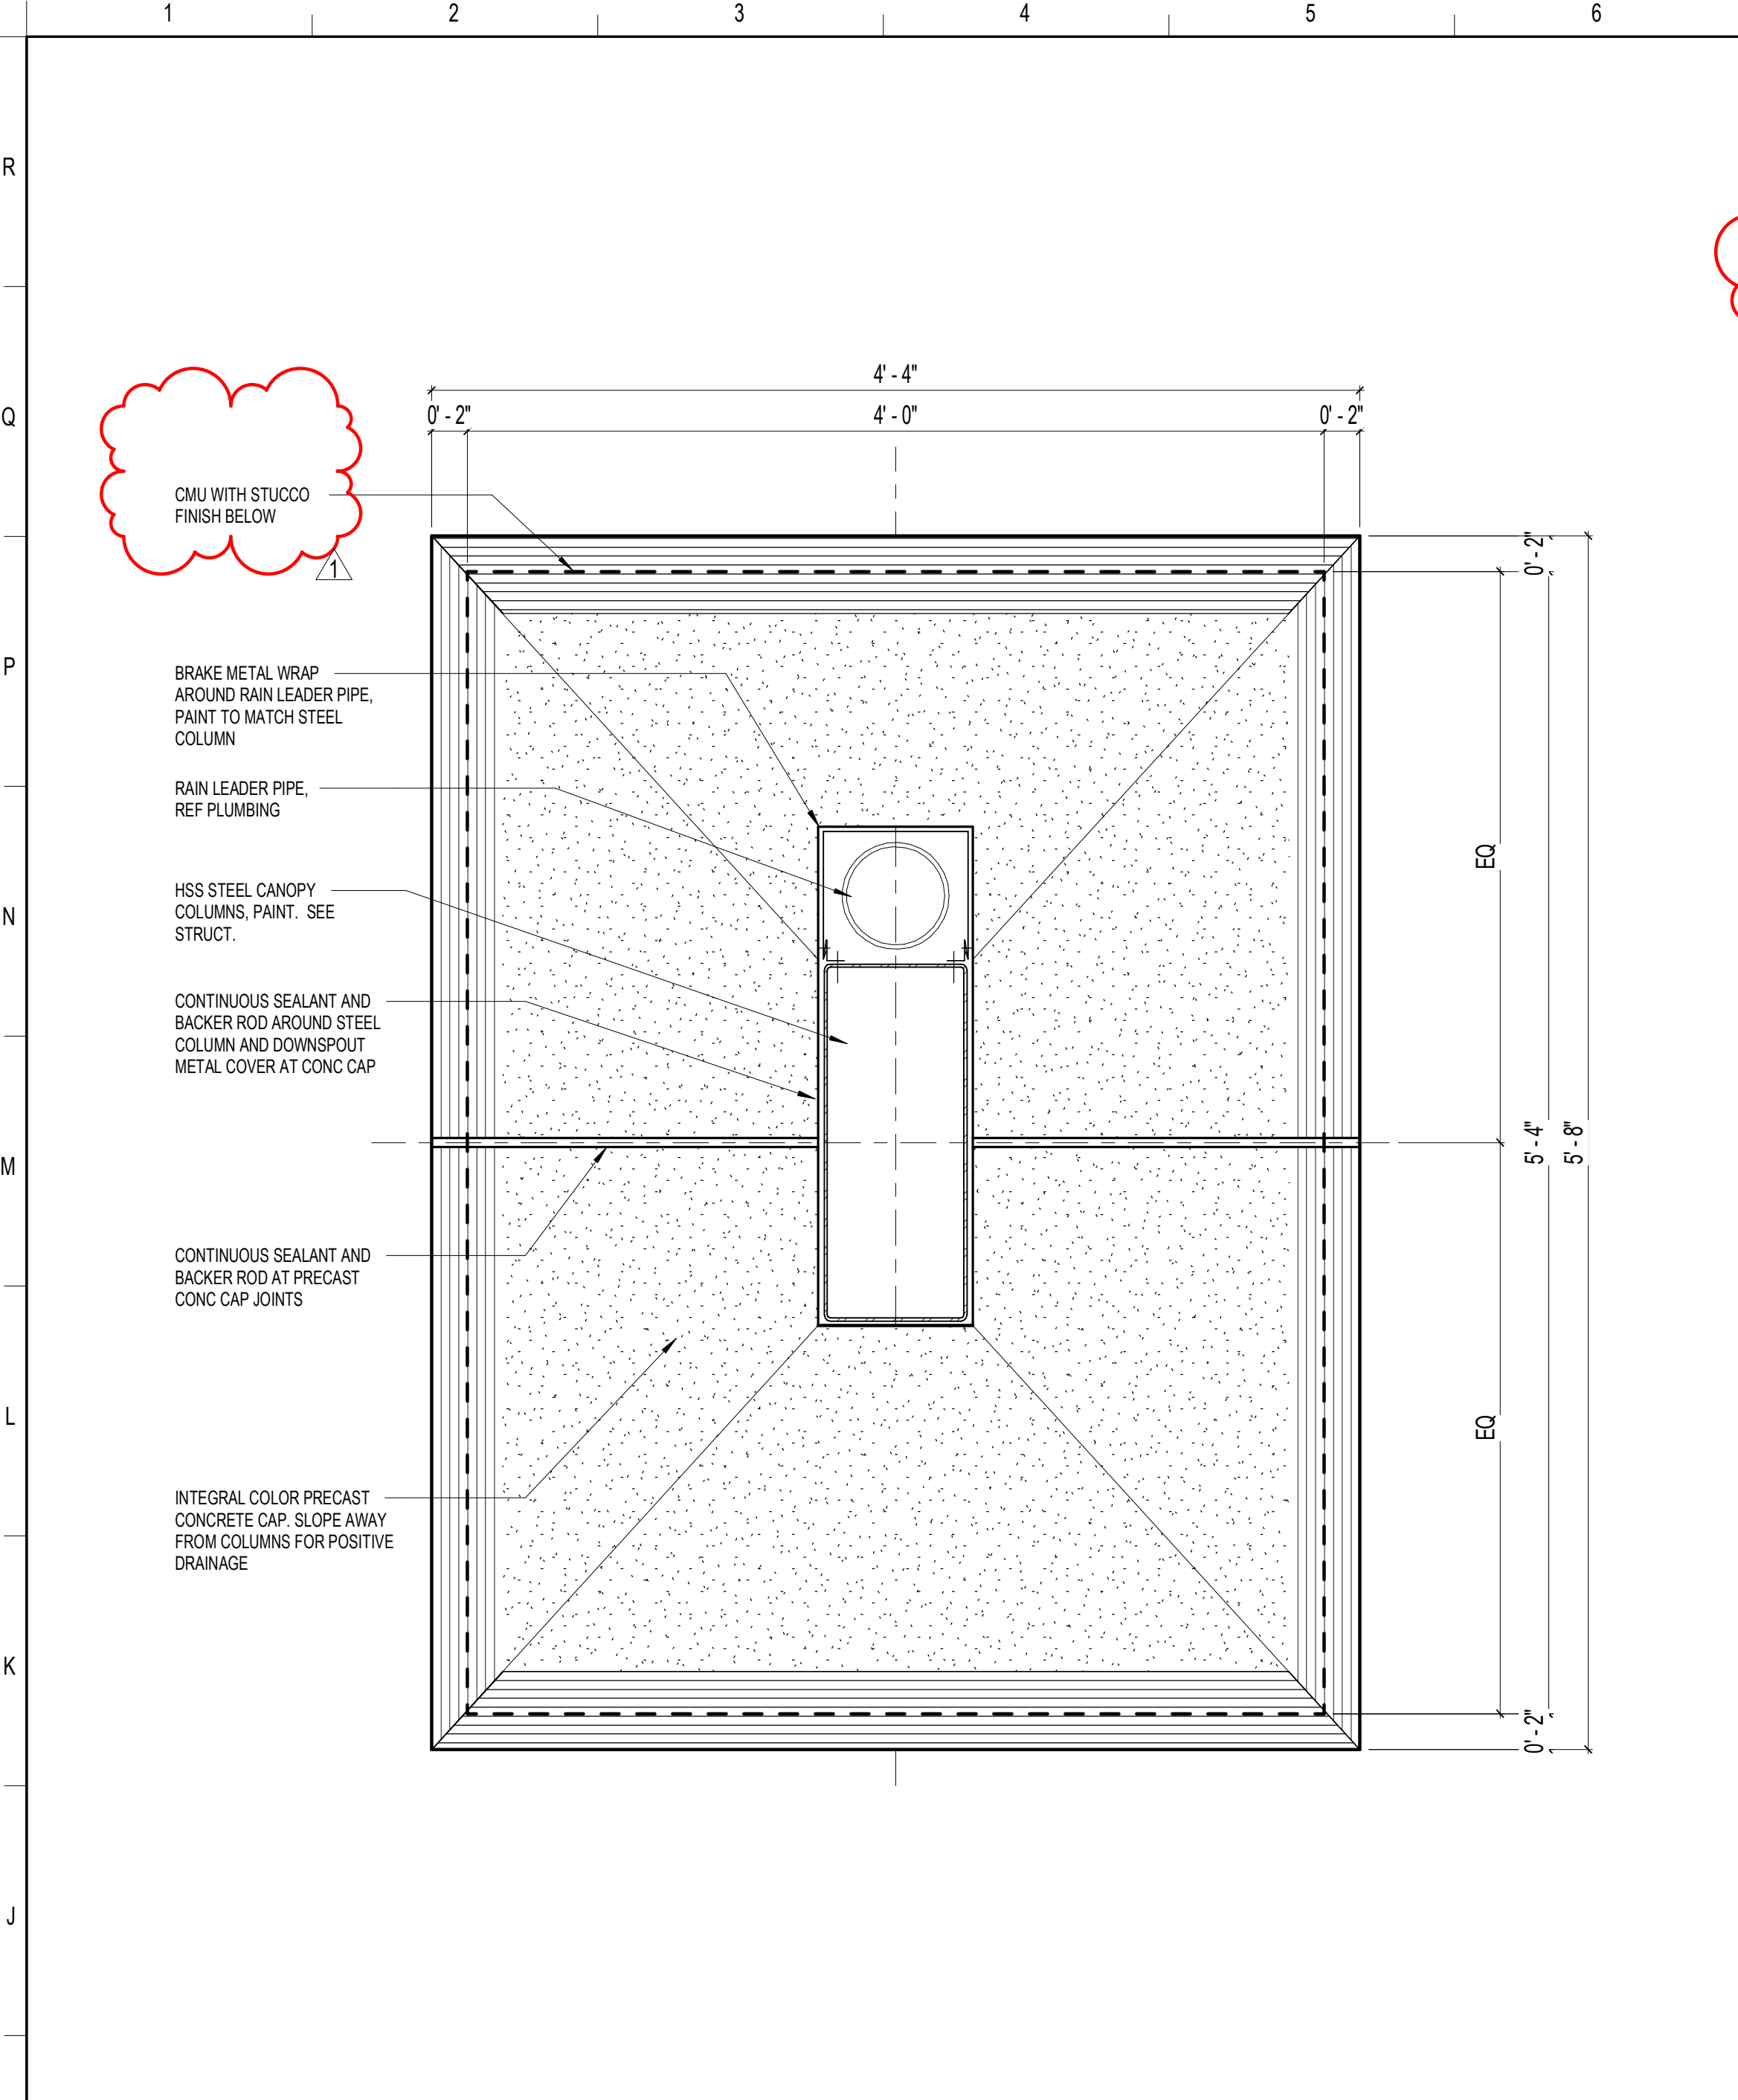 1 2 3 4 5 6
R
Q
P
N
M
L
K
J
4' - 4"
0' - 2" 4' - 0" 0' - 2"
CMU WITH STUCCO
FINISH BELOW
1
BRAKE METAL WRAP
AROUND RAIN LEADER PIPE,
PAINT TO MATCH STEEL
COLUMN
RAIN LEADER PIPE,
REF PLUMBING
HSS STEEL CANOPY
COLUMNS, PAINT.  SEE
STRUCT.
CONTINUOUS SEALANT AND
BACKER ROD AROUND STEEL
COLUMN AND DOWNSPOUT
METAL COVER AT CONC CAP
CONTINUOUS SEALANT AND
BACKER ROD AT PRECAST
CONC CAP JOINTS
INTEGRAL COLOR PRECAST
CONCRETE CAP. SLOPE AWAY
FROM COLUMNS FOR POSITIVE
DRAINAGE
0' - 2"
EQ
5' - 4"
5' - 8"
EQ
0' - 2"